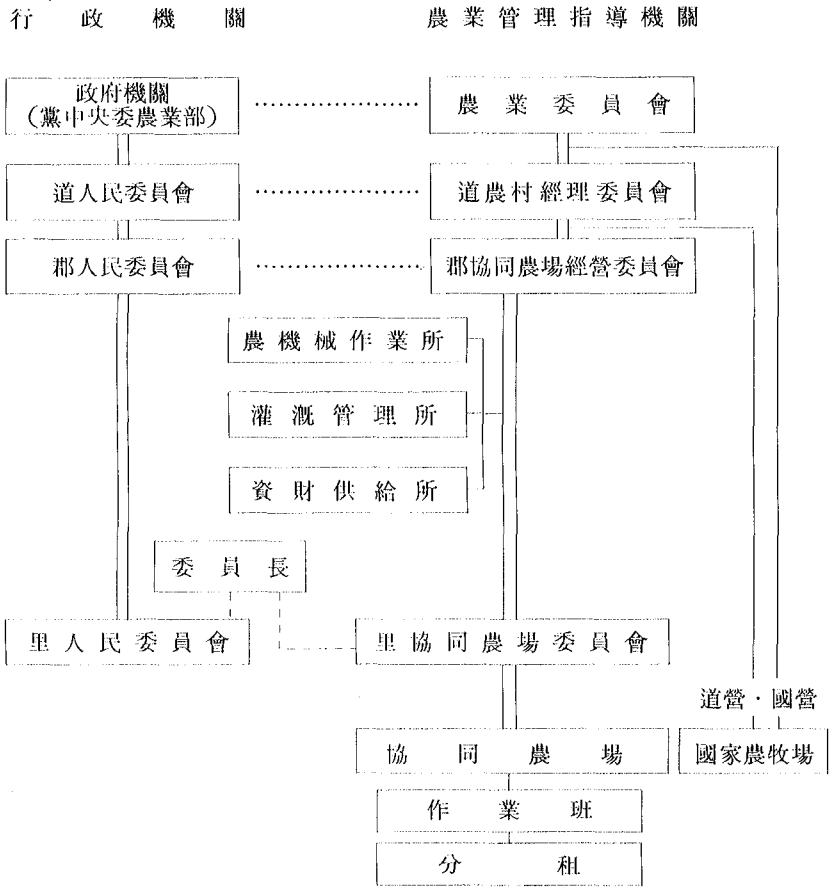 行政機關
農業管理指導機關
政府機關
(黨中央委農業部)
農業委員會
道人民委員會
道農村經理委員會
郡人民委員會
郡協同農場經營委員會
農機械作業所
灌漑管理所
資財供給所
委員長
里人民委員會
里協同農場委員會
道營·國營
協同農場
國家農牧場
作業班
分租